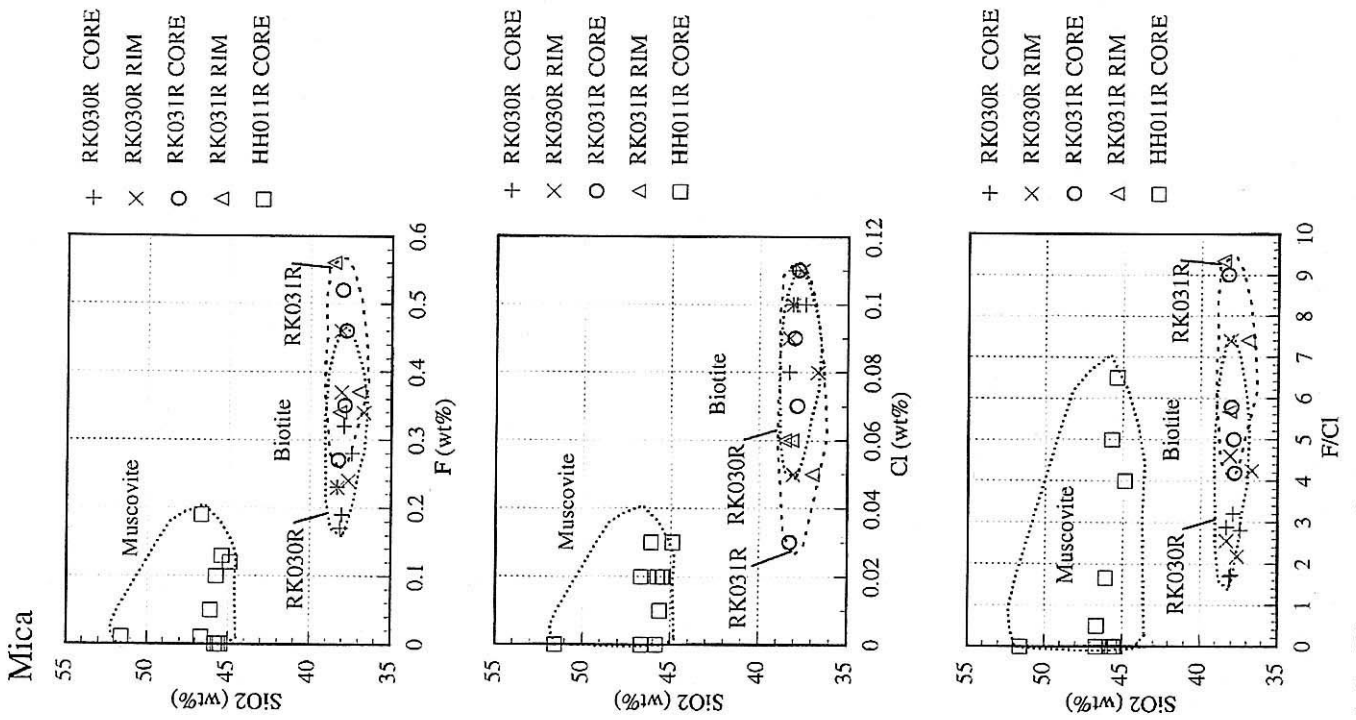 Mica
55
50
45
40
35
SiO2 (wt%)
0
0.1
0.2
0.3
0.4
0.5
0.6
F (wt%)
Muscovite
Biotite
RK030R
RK031R
RK030R CORE
RK030R RIM
RK031R CORE
RK031R RIM
HH011R CORE
55
50
45
40
35
SiO2 (wt%)
0
0.02
0.04
0.06
0.08
0.1
0.12
Cl (wt%)
Muscovite
Biotite
RK031R
RK030R
RK030R CORE
RK030R RIM
RK031R CORE
RK031R RIM
HH011R CORE
55
50
45
40
35
SiO2 (wt%)
0
1
2
3
4
5
6
7
8
9
10
F/Cl
Muscovite
Biotite
RK030R
RK031R
RK030R CORE
RK030R RIM
RK031R CORE
RK031R RIM
HH011R CORE